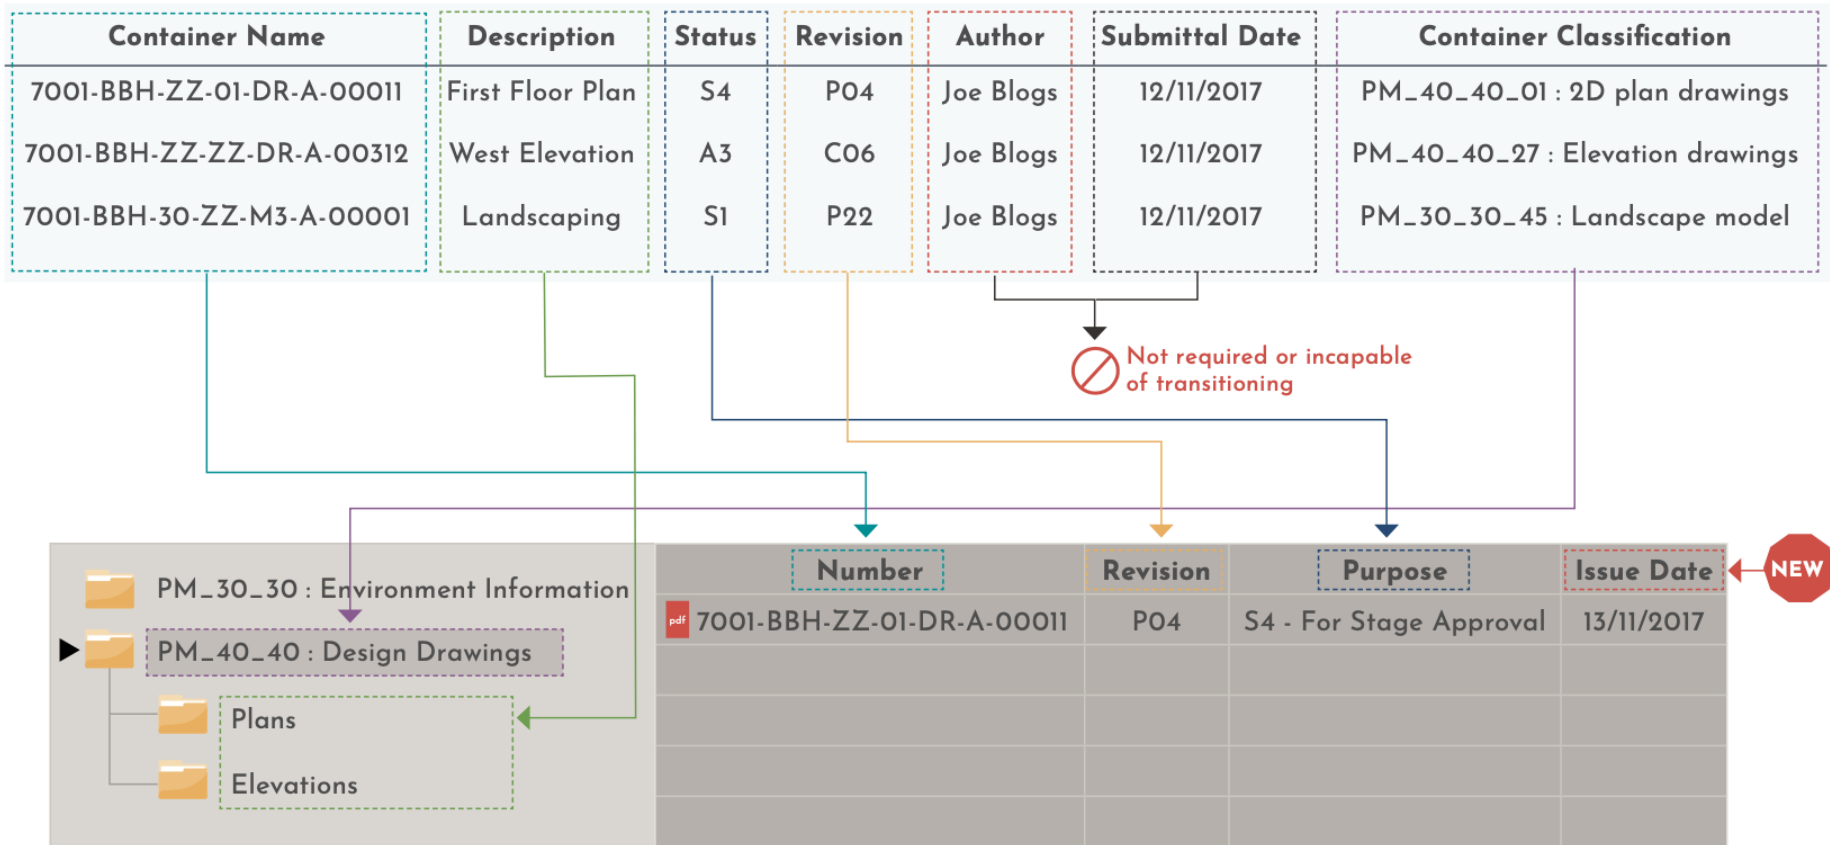 Container Name Description Status Revision Author Submittal Date Container Classification
7001-BBH-ZZ-01-DR-A-00011 First Floor Plan S4 P04 Joe Blogs 12/11/2017 PM_40_40_01 : 2D plan drawings
7001-BBH-ZZ-ZZ-DR-A-00312 West Elevation A3 C06 Joe Blogs 12/11/2017 PM_40_40_27 : Elevation drawings
7001-BBH-30-ZZ-M3-A-00001 Landscaping S1 P22 Joe Blogs 12/11/2017 PM_30_30_45 : Landscape model
Not required or incapable
of transitioning
PM_30_30 : Environment Information
PM_40_40 : Design Drawings
Plans
Elevations
Number Revision Purpose Issue Date NEW
pdf 7001-BBH-ZZ-01-DR-A-00011 P04 S4 - For Stage Approval 13/11/2017